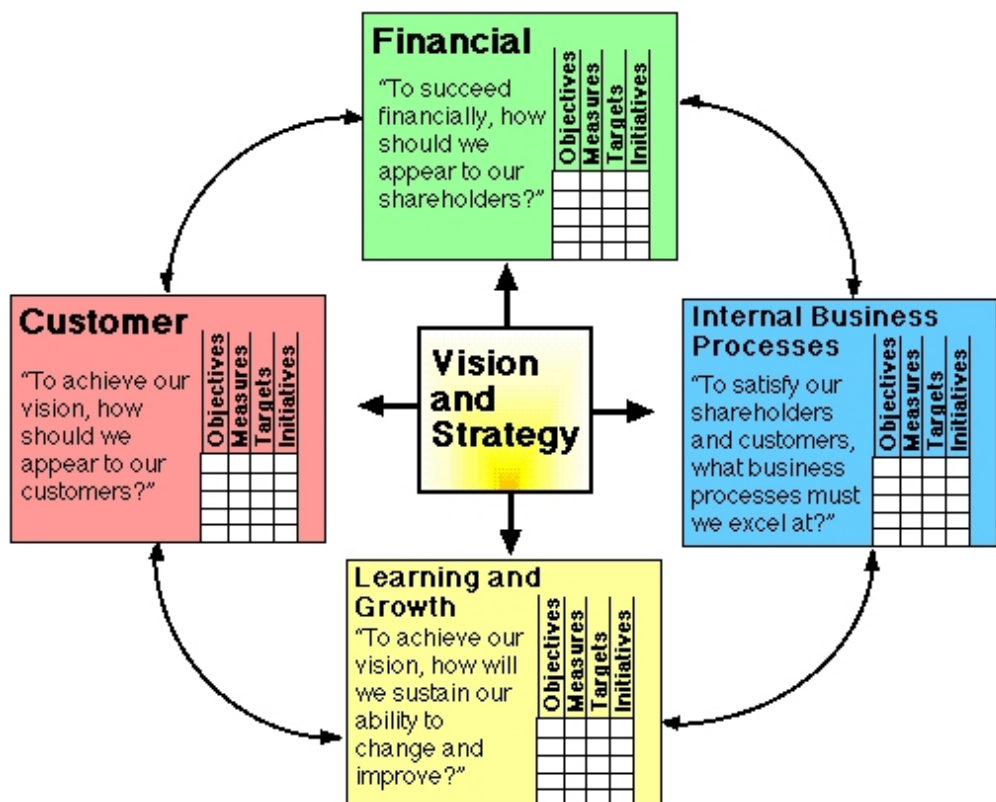 Financial
“To succeed
financially, how
should we
appear to our
shareholders?”
Objectives
Measures
Targets
Initiatives
Customer
“To achieve our
vision, how
should we
appear to our
customers?”
Objectives
Measures
Targets
Initiatives
Vision
and
Strategy
Internal Business
Processes
“To satisfy our
shareholders
and customers,
what business
processes must
we excel at?”
Objectives
Measures
Targets
Initiatives
Learning and
Growth
“To achieve our
vision, how will
we sustain our
ability to
change and
improve?”
Objectives
Measures
Targets
Initiatives